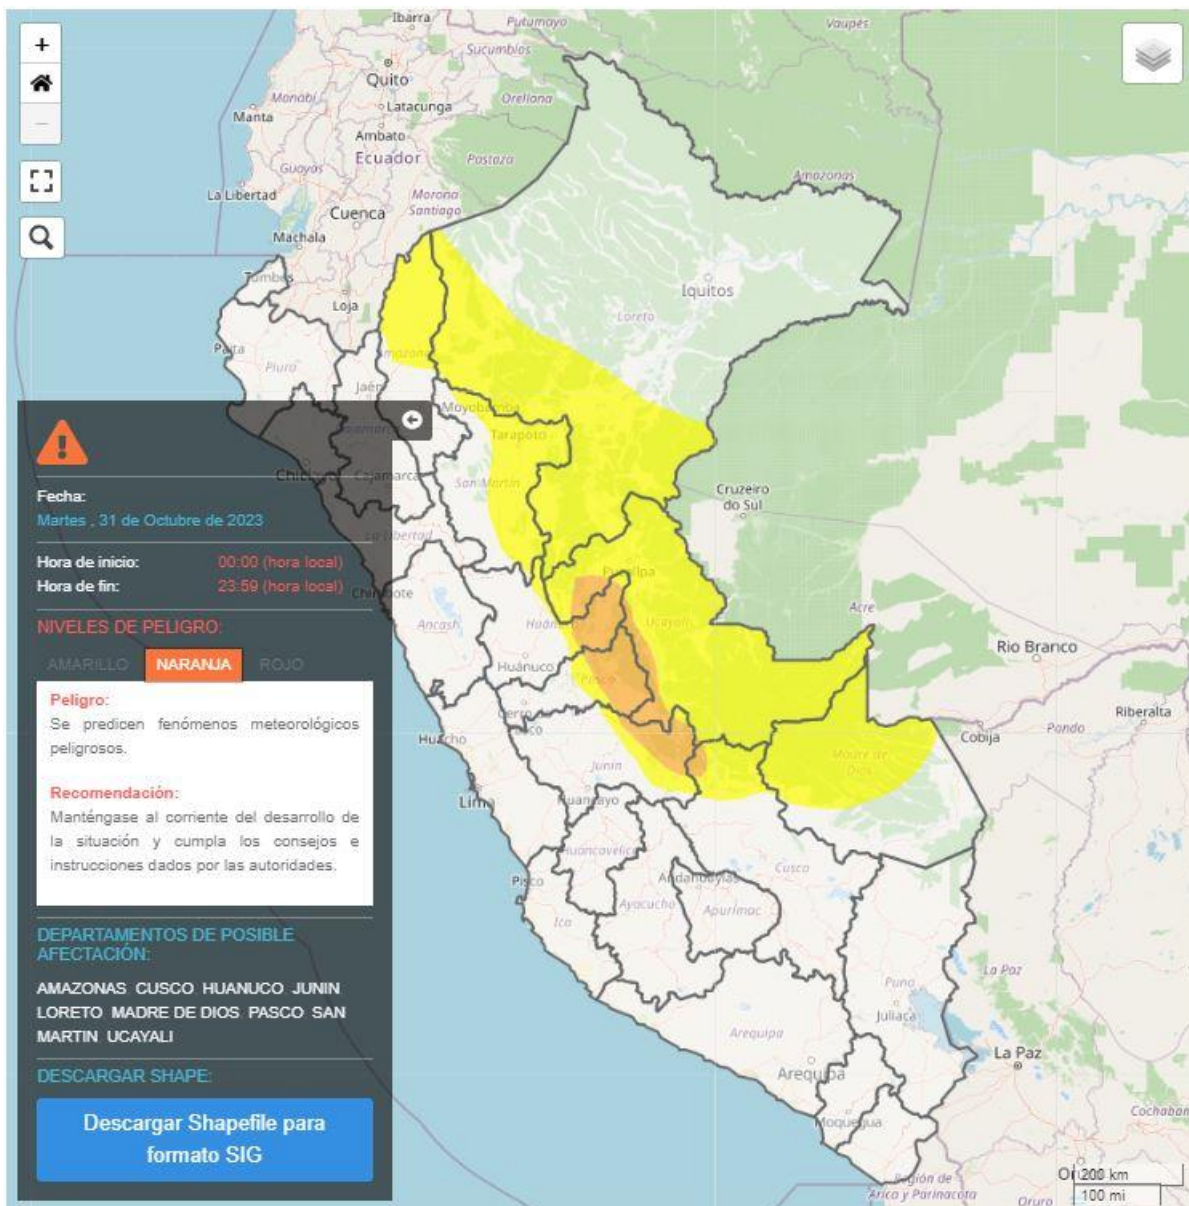 +
−
Fecha:
Martes , 31 de Octubre de 2023
Hora de inicio: 00:00 (hora local)
Hora de fin: 23:59 (hora local)
NIVELES DE PELIGRO:
AMARILLO NARANJA ROJO
Peligro:
Se predicen fenómenos meteorológicos
peligrosos.
Recomendación:
Manténgase al corriente del desarrollo de
la situación y cumpla los consejos e
instrucciones dados por las autoridades.
DEPARTAMENTOS DE POSIBLE
AFECTACIÓN:
AMAZONAS CUSCO HUANUCO JUNIN
LORETO MADRE DE DIOS PASCO SAN
MARTIN UCAYALI
DESCARGAR SHAPE:
Descargar Shapefile para
formato SIG
Ibarra
Putumayo
Vaupés
Sucumbíos
Quito
Orellana
Manabí
Latacunga
Manta
Ambato
Ecuador
Pastaza
Guayas
Amazonas
La Libertad
Morona
Santiago
Cuenca
Machala
Tumbes
Loja
Iquitos
Loreto
Paita
Piura
Jaén
Moyobamba
Tarapoto
Cajamarca
San Martín
Cruzeiro
do Sul
La Libertad
Pucallpa
Acre
Ancash
Ucayali
Rio Branco
Huánuco
Pasco
Riberalta
Pando
Cobija
Huacho
Madre de
Dios
Junín
Lima
Huancayo
Huancavelica
Cusco
Pisco
Andahuaylas
Ayacucho
Apurímac
Ica
La Paz
Puno
Juliaca
Arequipa
La Paz
Arequipa
Moquegua
Región de
Arica y Parinacota
Oruro
200 km
100 mi